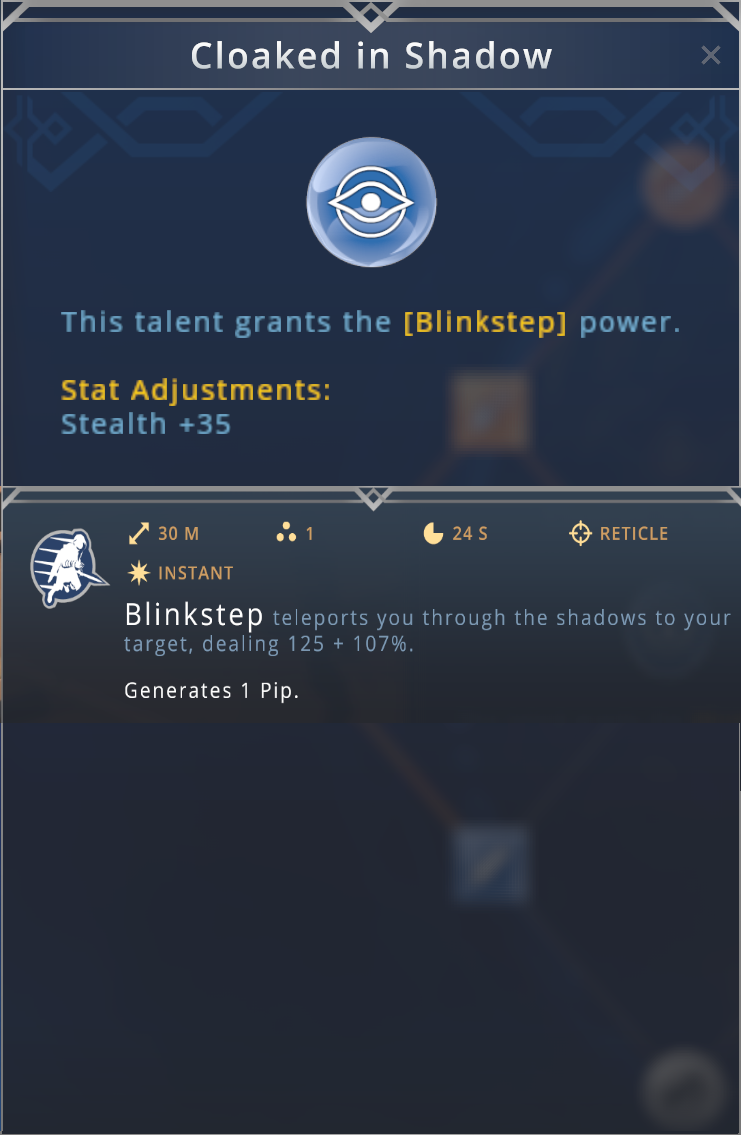 Cloaked in Shadow
This talent grants the [Blinkstep] power.
Stat Adjustments:
Stealth +35
30 M 1 24 S RETICLE
INSTANT
Blinkstep teleports you through the shadows to your
target, dealing 125 + 107%.
Generates 1 Pip.